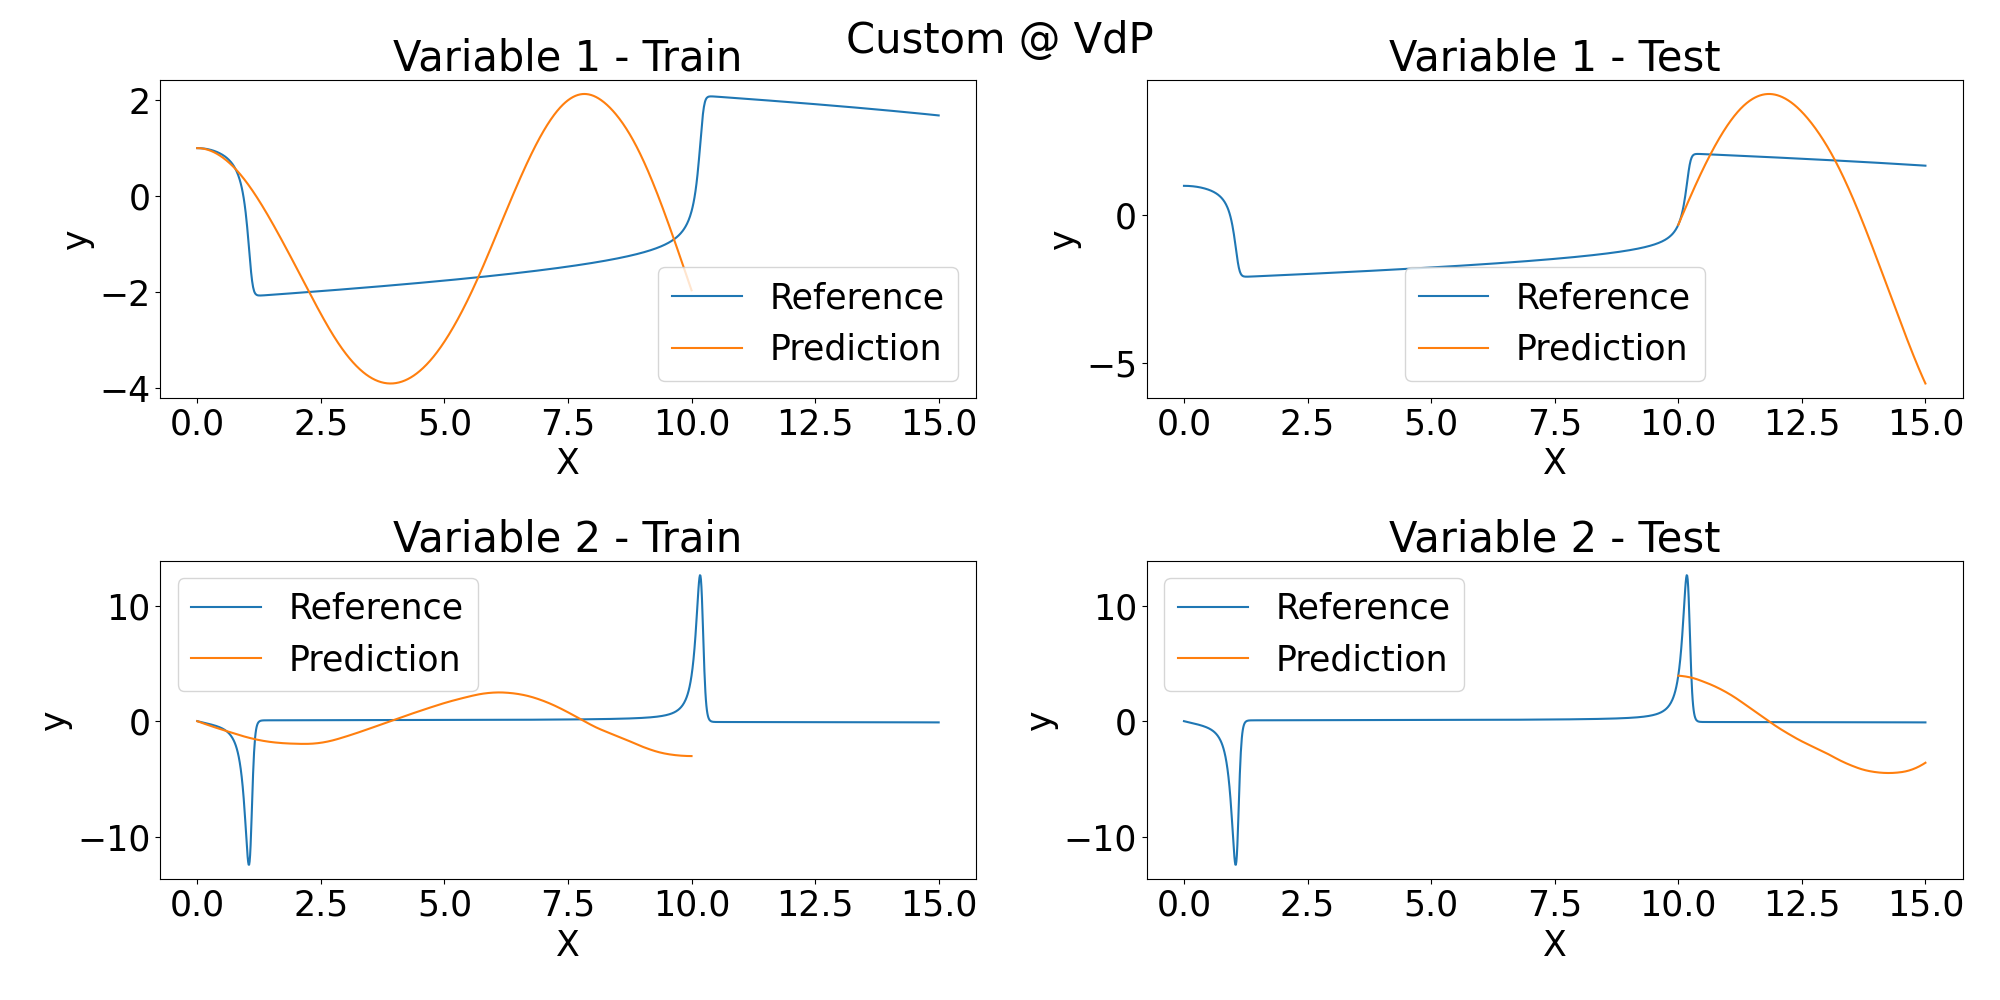 Custom @ VdP
Variable 1 - Train
2
0
−2
−4
y
0.0 2.5 5.0 7.5 10.0 12.5 15.0
X
Reference
Prediction
Variable 1 - Test
0
−5
y
0.0 2.5 5.0 7.5 10.0 12.5 15.0
X
Reference
Prediction
Variable 2 - Train
10
0
−10
y
0.0 2.5 5.0 7.5 10.0 12.5 15.0
X
Reference
Prediction
Variable 2 - Test
10
0
−10
y
0.0 2.5 5.0 7.5 10.0 12.5 15.0
X
Reference
Prediction